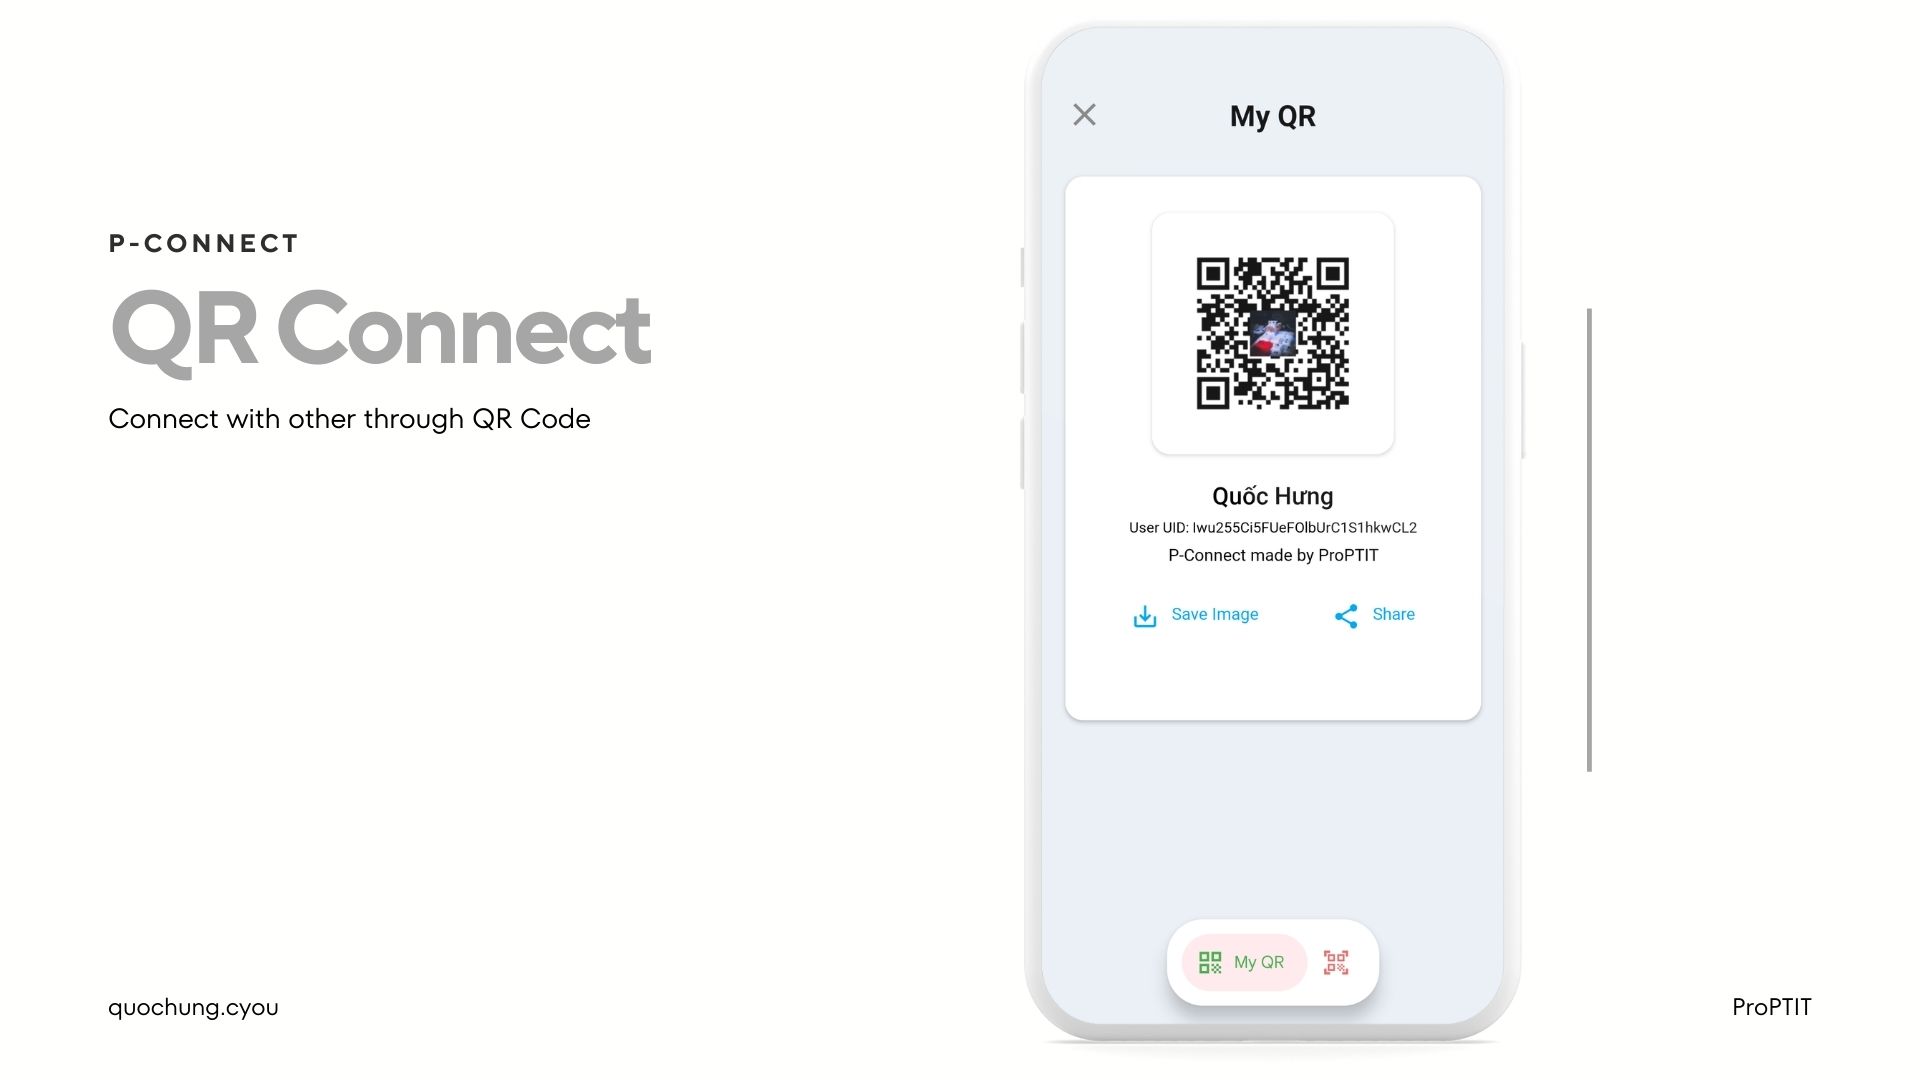 P-CONNECT
QR Connect
Connect with other through QR Code
My QR
Quốc Hưng
User UID: Iwu255Ci5FUeFOlbUrC1S1hkwCL2
P-Connect made by ProPTIT
Save Image
Share
My QR
quochung.cyou
ProPTIT